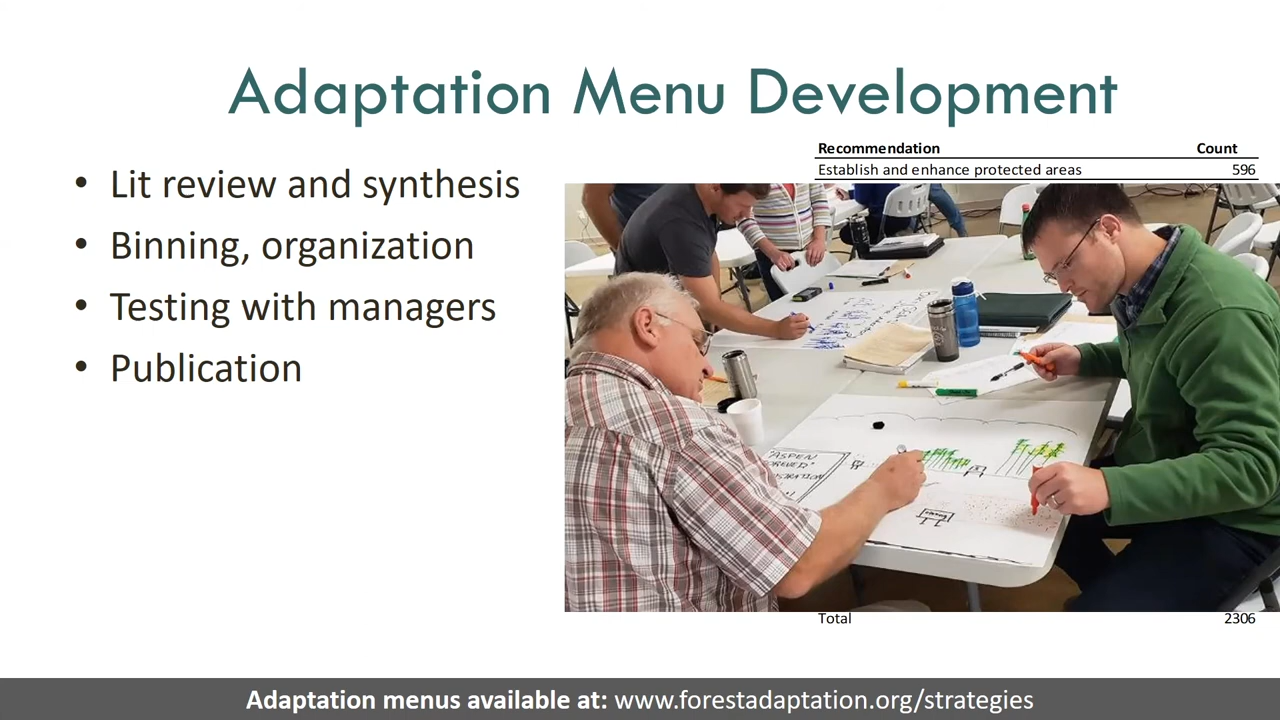 Adaptation Menu Development
• Lit review and synthesis
• Binning, organization
• Testing with managers
• Publication
Recommendation Count
Establish and enhance protected areas 596
"ASPEN
Total 2306
Adaptation menus available at: www.forestadaptation.org/strategies